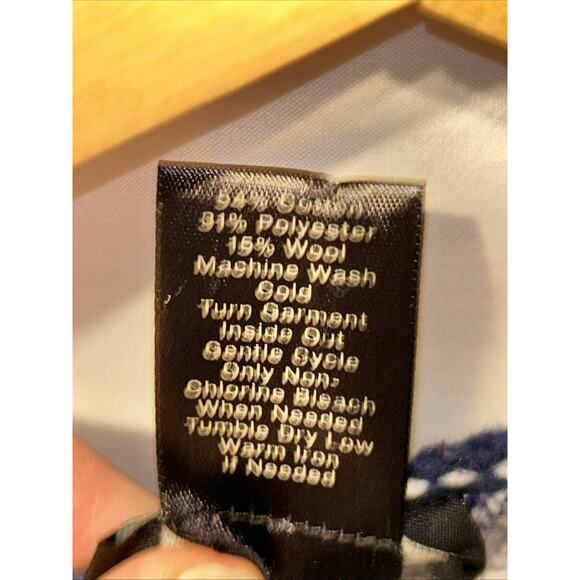 54% Cotton
31% Polyester
15% Wool
Machine Wash
Cold
Turn Garment
Inside Out
Gentle Cycle
Only Non-
Chlorine Bleach
When Needed
Tumble Dry Low
Warm Iron
If Needed